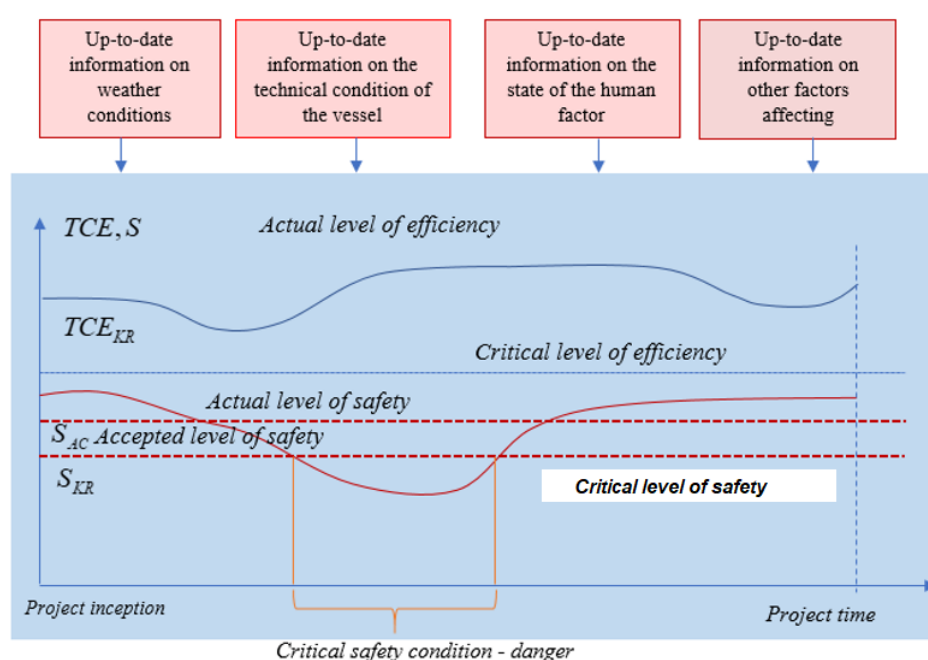 Up-to-date
information on
weather
conditions
Up-to-date
information on the
technical condition of
the vessel
Up-to-date
information on the
state of the human
factor
Up-to-date
information on
other factors
affecting
TCE, S
Actual level of efficiency
TCE_KR
Critical level of efficiency
Actual level of safety
S_AC Accepted level of safety
S_KR
Critical level of safety
Project inception
Project time
Critical safety condition - danger